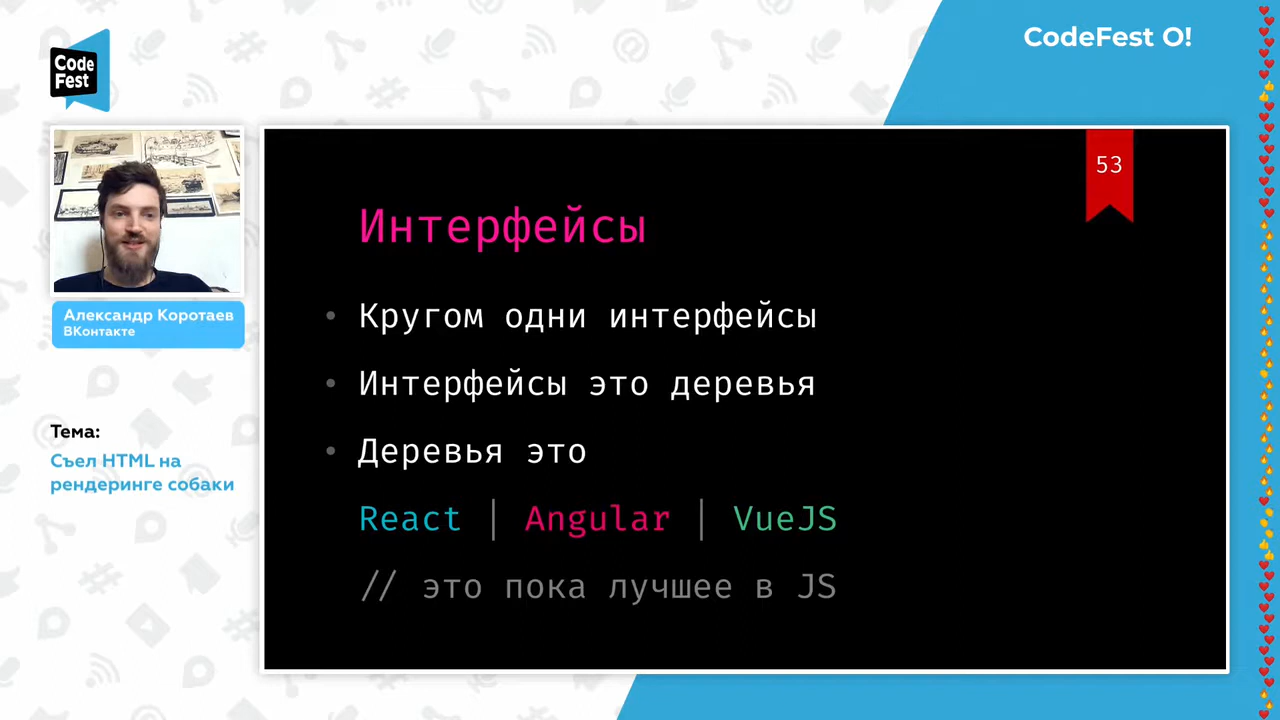 CodeFest O!
Code
Fest
Александр Коротаев
ВКонтакте
Тема:
Съел HTML на
рендеринге собаки
53
Интерфейсы
• Кругом одни интерфейсы
• Интерфейсы это деревья
• Деревья это
React | Angular | VueJS
// это пока лучшее в JS